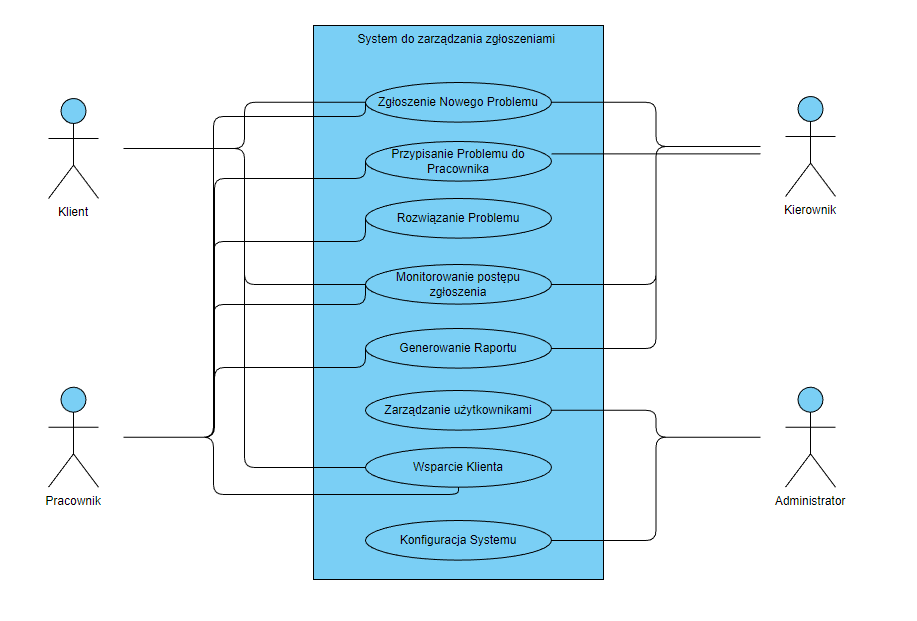 System do zarządzania zgłoszeniami
Zgłoszenie Nowego Problemu
Przypisanie Problemu do
Pracownika
Rozwiązanie Problemu
Monitorowanie postępu
zgłoszenia
Generowanie Raportu
Zarządzanie użytkownikami
Wsparcie Klienta
Konfiguracja Systemu
Klient
Kierownik
Pracownik
Administrator